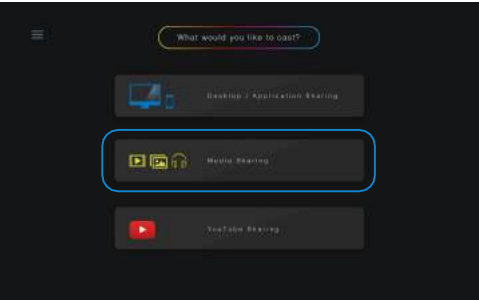 What would you like to cast?
Desktop / Application Sharing
Media Sharing
YouTube Sharing